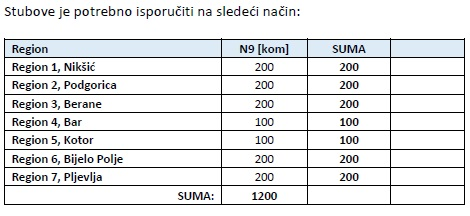 Stubove je potrebno isporučiti na sledeći način:
Region N9 [kom] SUMA
Region 1, Nikšić 200 200
Region 2, Podgorica 200 200
Region 3, Berane 200 200
Region 4, Bar 100 100
Region 5, Kotor 100 100
Region 6, Bijelo Polje 200 200
Region 7, Pljevlja 200 200
SUMA: 1200